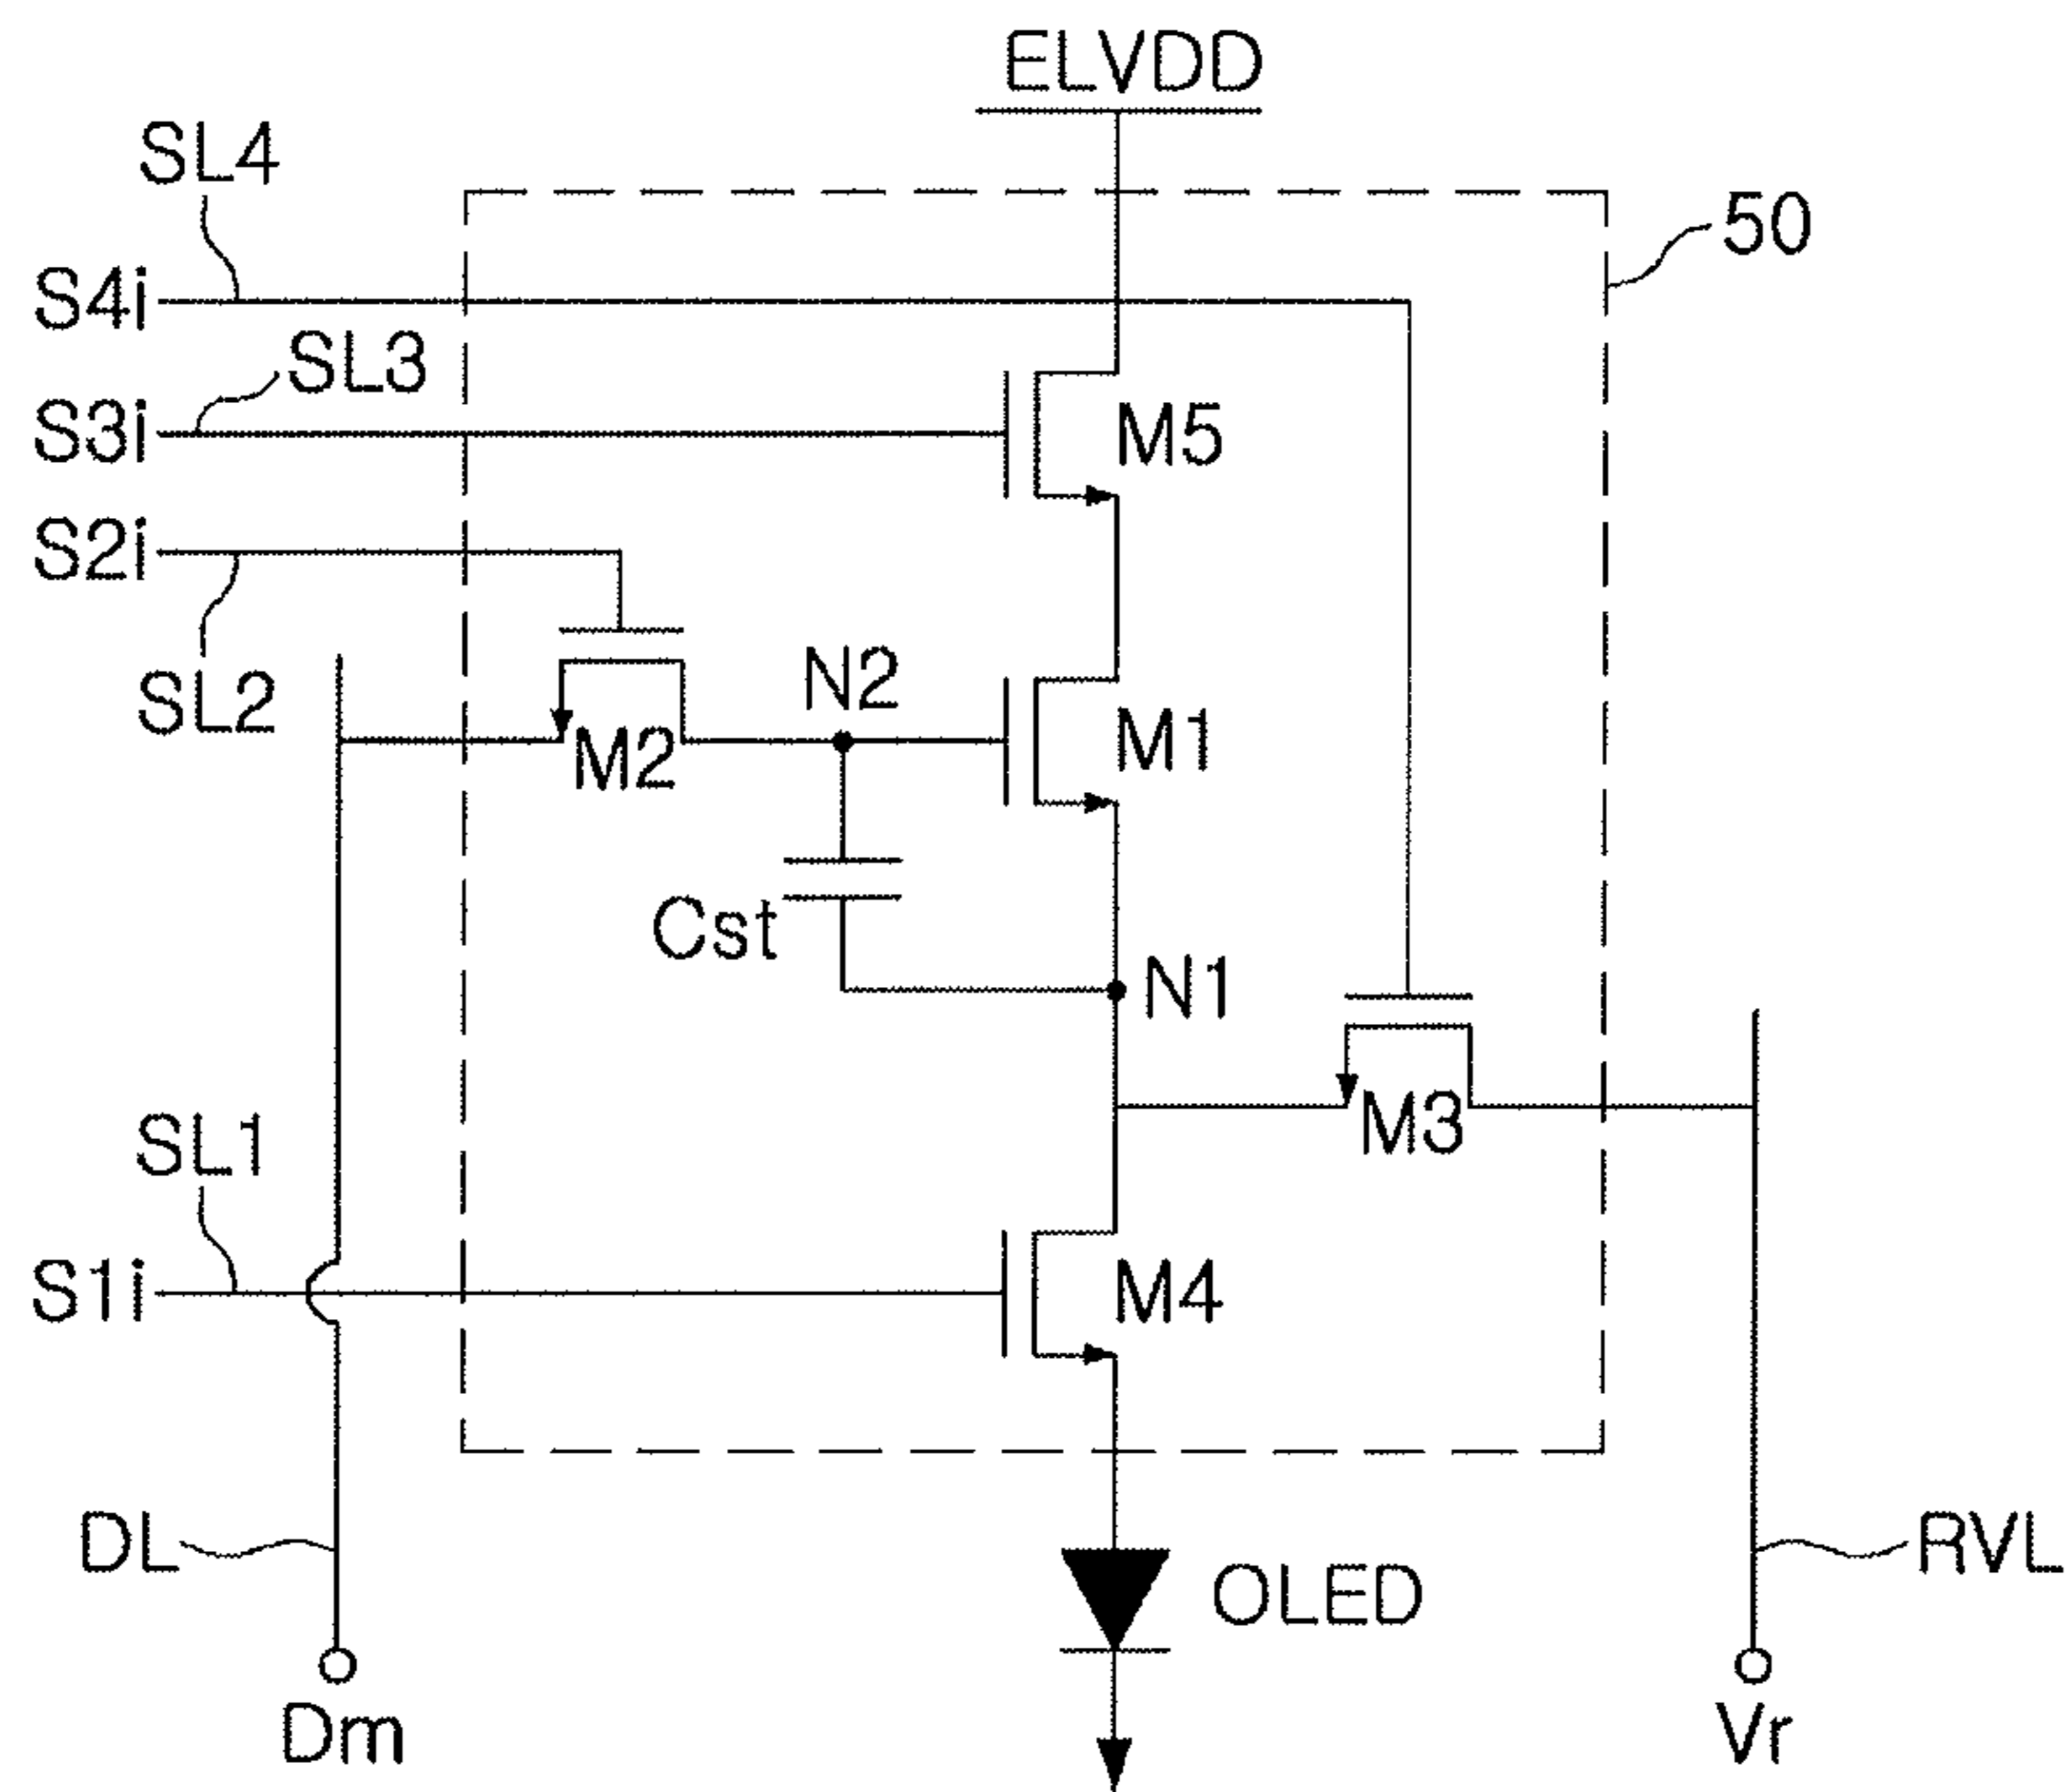 ELVDD
SL4
50
S4i
SL3
S3i
M5
S2i
SL2
N2
M2
M1
Cst
N1
SL1
M3
S1i
M4
DL
OLED
RVL
Dm
Vr